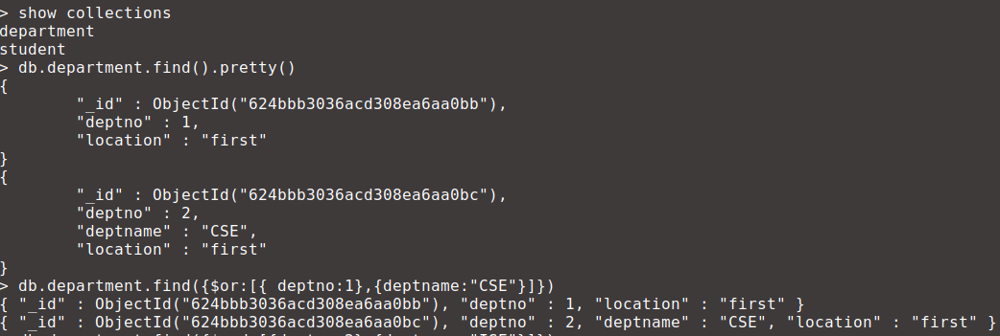 > show collections
department
student
> db.department.find().pretty()
{
        "_id" : ObjectId("624bbb3036acd308ea6aa0bb"),
        "deptno" : 1,
        "location" : "first"
}
{
        "_id" : ObjectId("624bbb3036acd308ea6aa0bc"),
        "deptno" : 2,
        "deptname" : "CSE",
        "location" : "first"
}
> db.department.find({$or:[{ deptno:1},{deptname:"CSE"}]})
{ "_id" : ObjectId("624bbb3036acd308ea6aa0bb"), "deptno" : 1, "location" : "first" }
{ "_id" : ObjectId("624bbb3036acd308ea6aa0bc"), "deptno" : 2, "deptname" : "CSE", "location" : "first" }